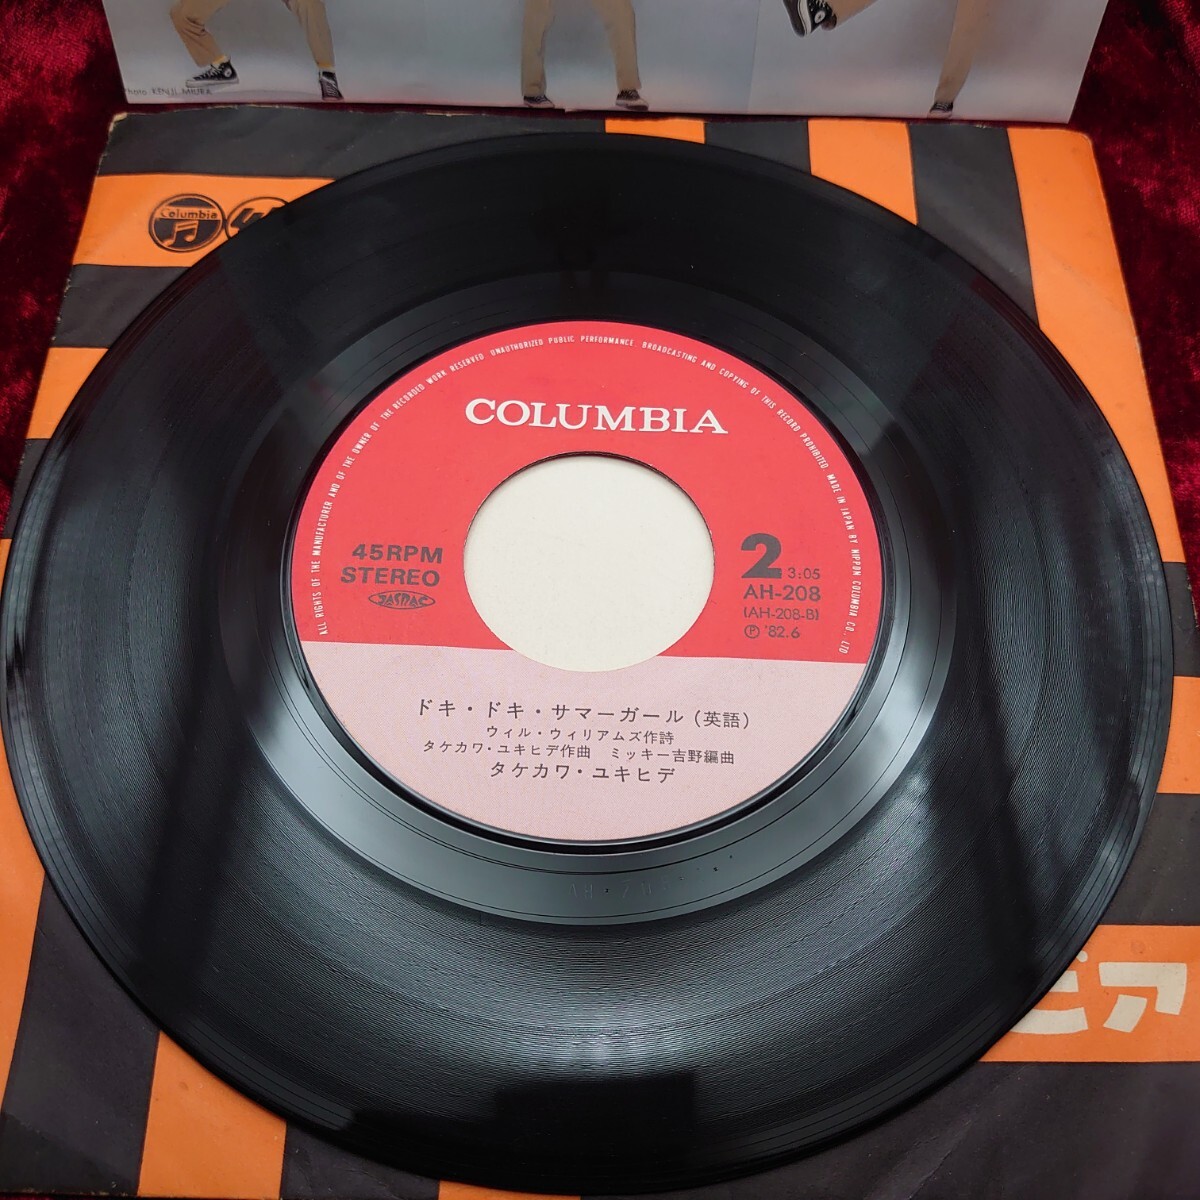 Photo KENJI MIURA
Columbia
ALL RIGHTS OF THE MANUFACTURER AND OF THE OWNER OF THE RECORDED WORK RESERVED. UNAUTHORIZED PUBLIC PERFORMANCE. BROADCASTING AND COPYING OF THIS RECORD PROHIBITED. MADE IN JAPAN BY NIPPON COLUMBIA CO., LTD
COLUMBIA
45RPM
STEREO
JASRAC
2 3:05
AH-208
(AH-208-B)
Ⓟ '82.6
ドキ・ドキ・サマーガール(英語)
ウィル・ウィリアムズ作詩
タケカワ・ユキヒデ作曲 ミッキー吉野編曲
タケカワ・ユキヒデ
ビア